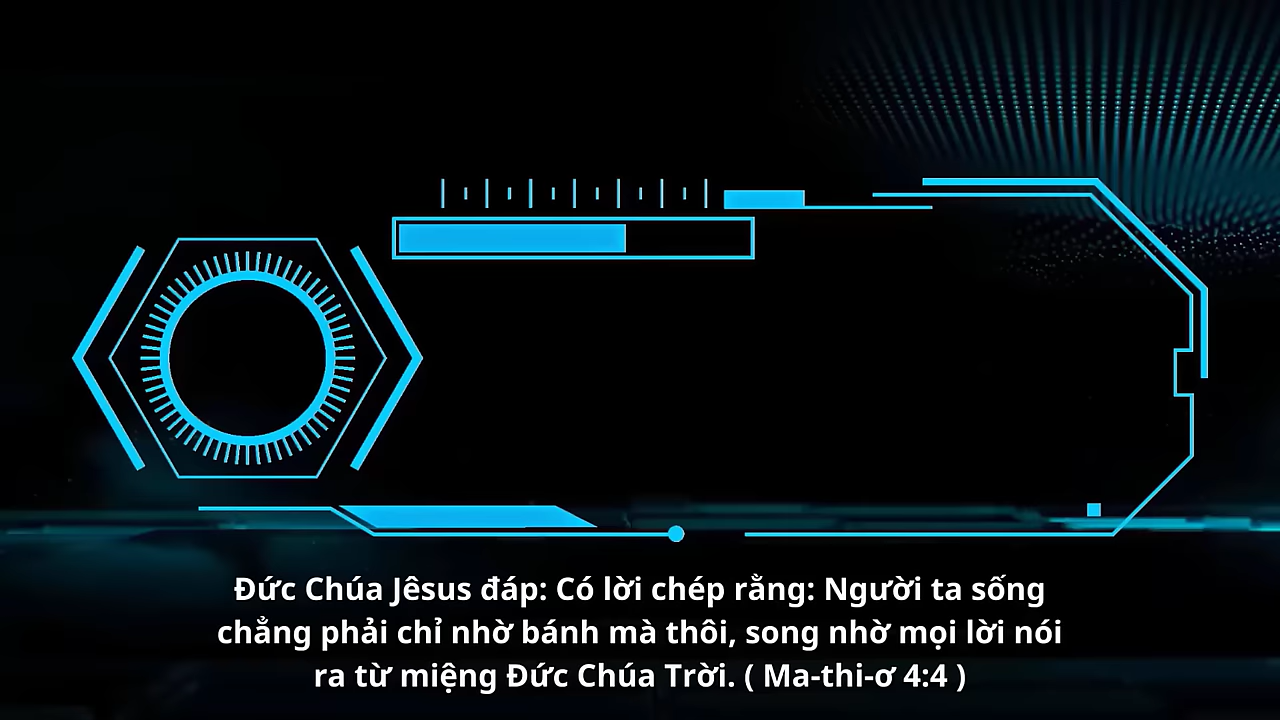 Đức Chúa Jêsus đáp: Có lời chép rằng: Người ta sống
chẳng phải chỉ nhờ bánh mà thôi, song nhờ mọi lời nói
ra từ miệng Đức Chúa Trời. ( Ma-thi-ơ 4:4 )